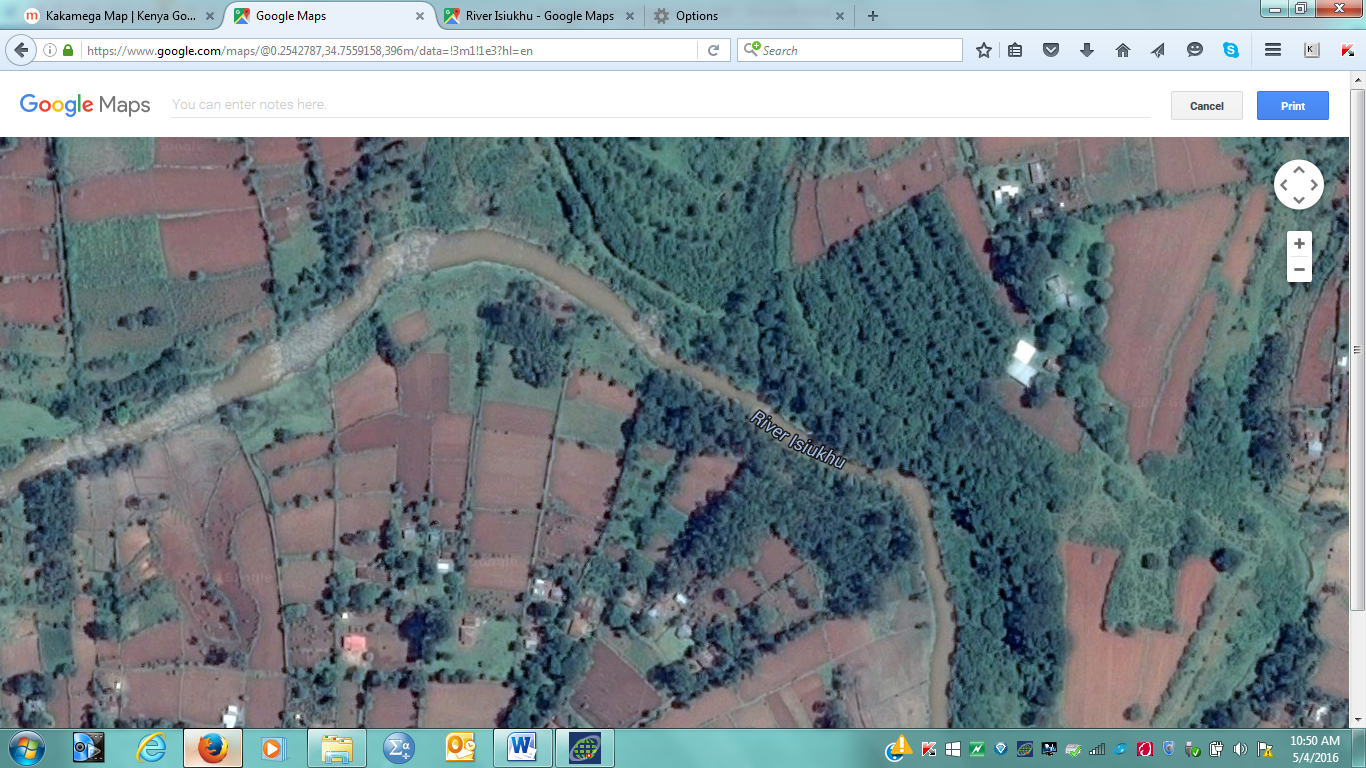 Kakamega Map | Kenya Go...
Google Maps
River Isiukhu - Google Maps
Options
https://www.google.com/maps/@0.2542787,34.7559158,396m/data=!3m1!1e3?hl=en
Search
Google Maps
You can enter notes here.
Cancel
Print
River Isiukhu
10:50 AM
5/4/2016